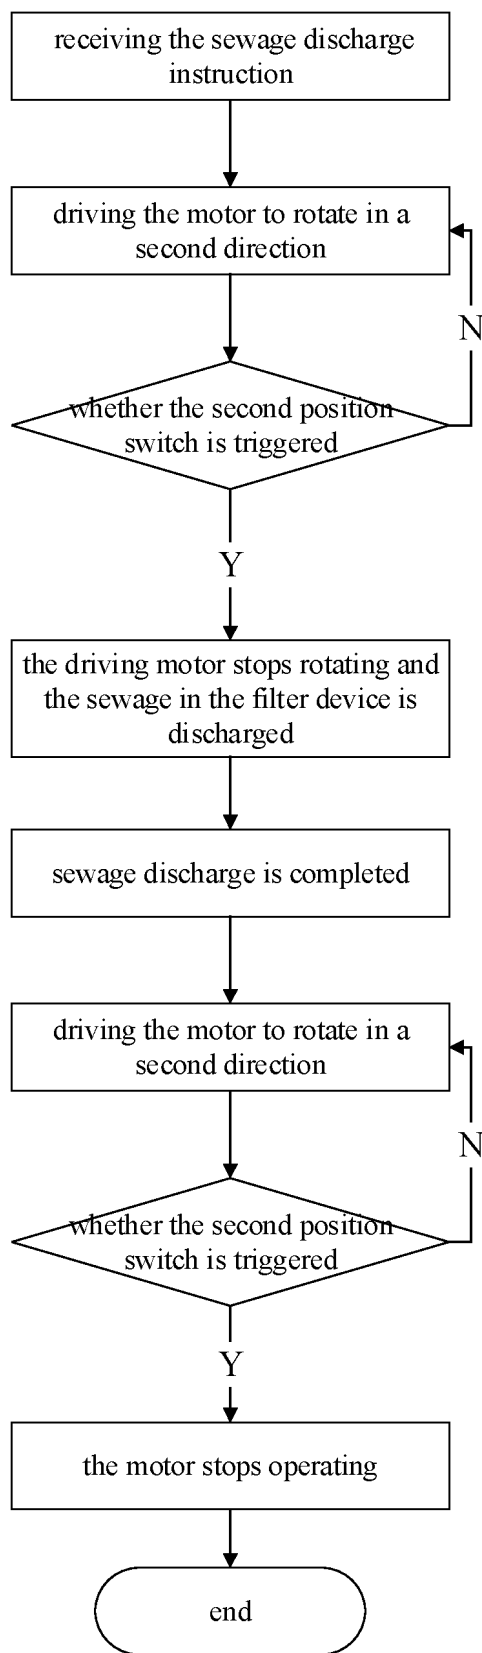 receiving the sewage discharge
instruction
driving the motor to rotate in a
second direction
N
whether the second position
switch is triggered
Y
the driving motor stops rotating and
the sewage in the filter device is
discharged
sewage discharge is completed
driving the motor to rotate in a
second direction
N
whether the second position
switch is triggered
Y
the motor stops operating
end